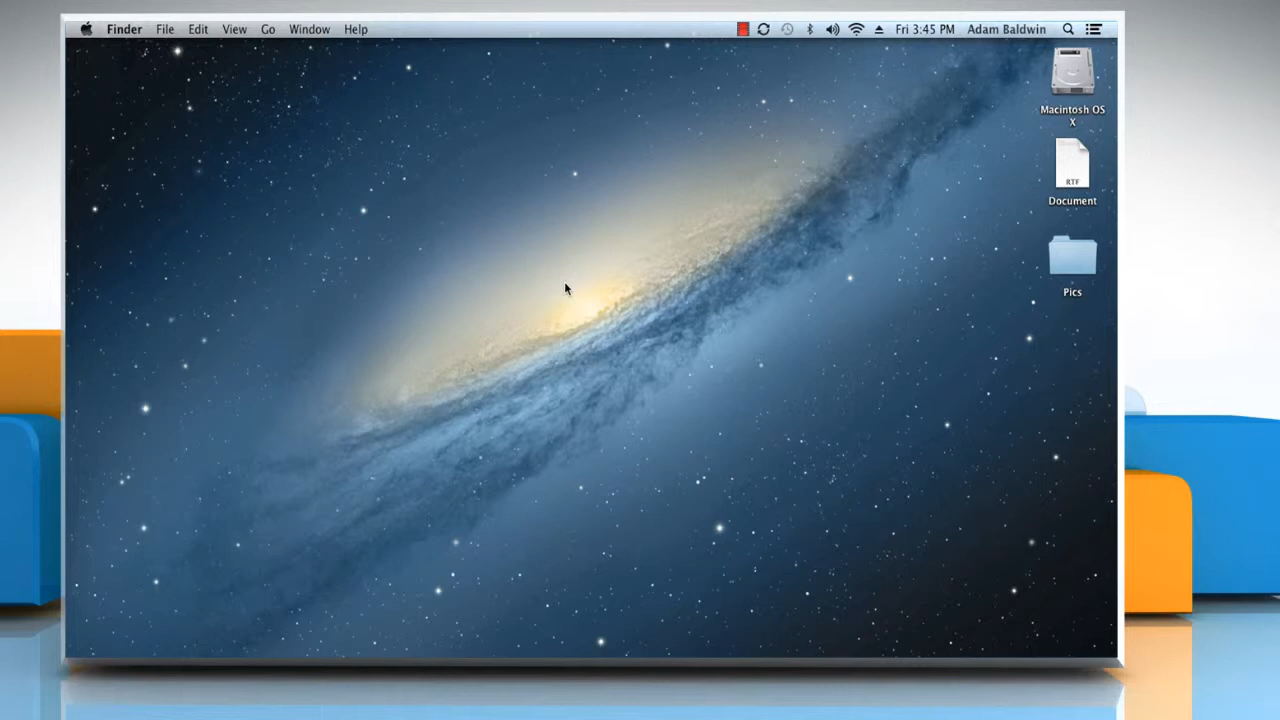 Finder File Edit View Go Window Help Fri 3:45 PM Adam Baldwin
Macintosh OS
X
RTF
Document
Pics